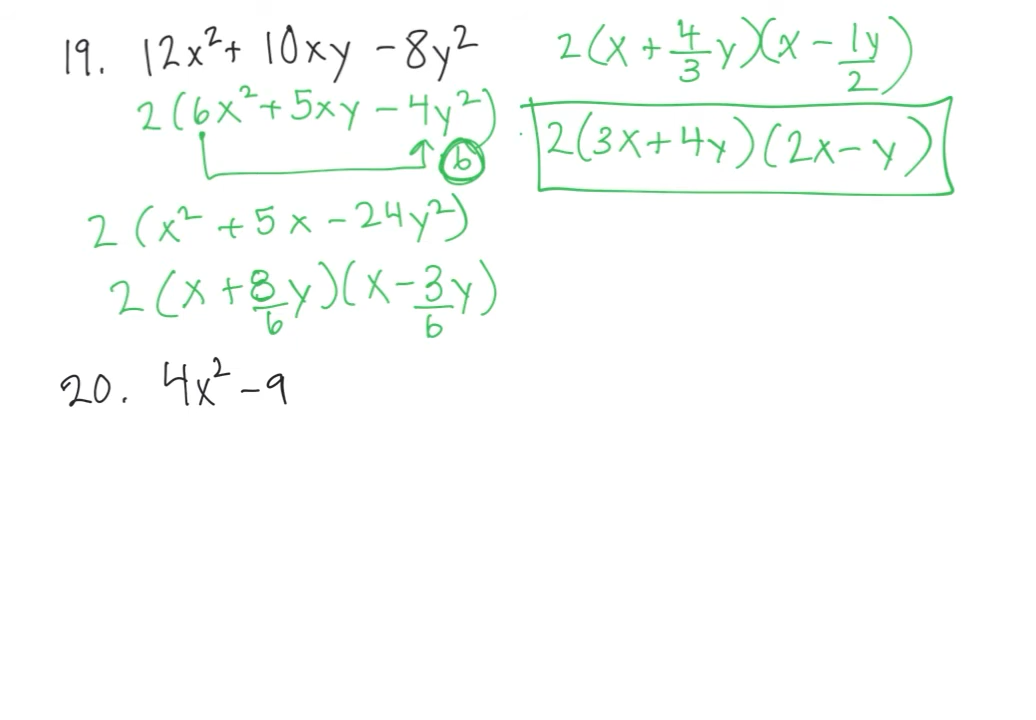 19. 12x² + 10xy - 8y²
2(6x² + 5xy - 4y²)
6
2(x² + 5x - 24y²)
2(x + 8/6 y)(x - 3/6 y)
2(x + 4/3 y)(x - 1y/2)
2(3x + 4y)(2x - y)
20. 4x² - 9